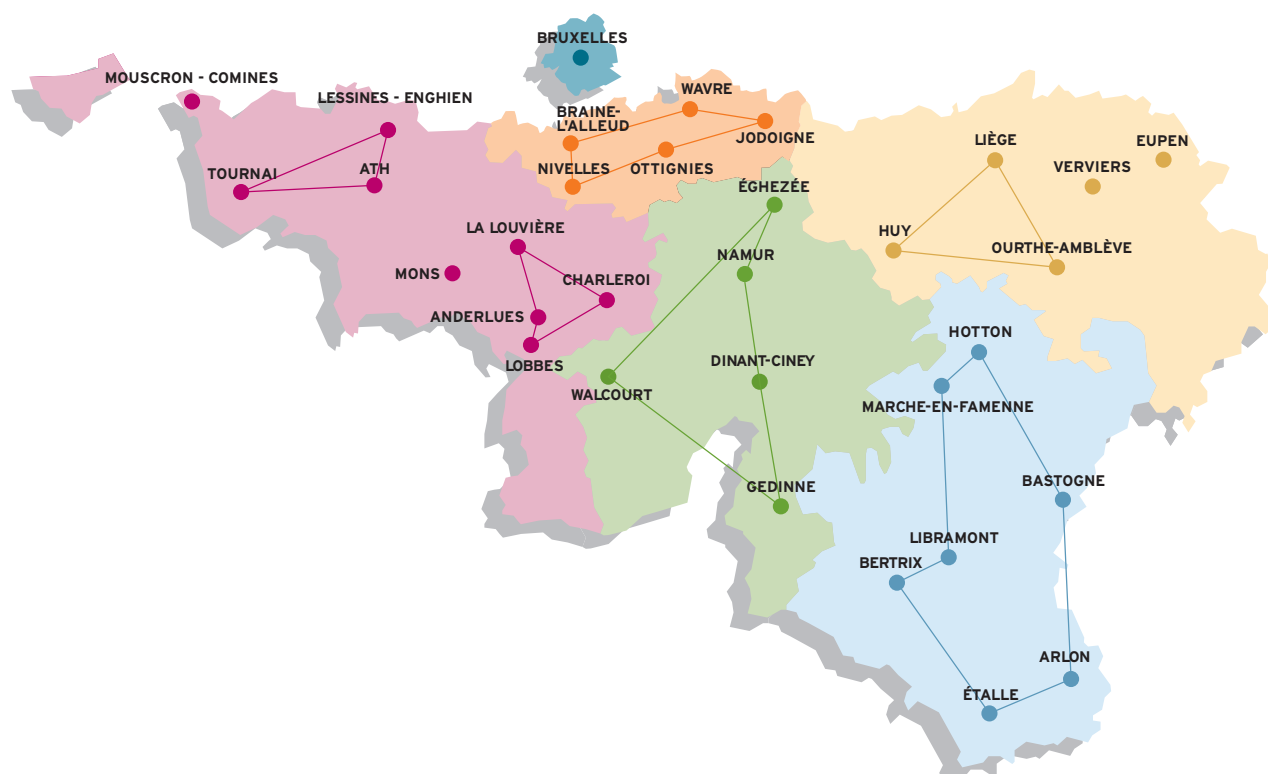 BRUXELLES
MOUSCRON - COMINES
WAVRE
LESSINES - ENGHIEN
BRAINE-
L'ALLEUD
JODOIGNE
LIÈGE
EUPEN
VERVIERS
TOURNAI
ATH
NIVELLES
OTTIGNIES
ÉGHEZÉE
LA LOUVIÈRE
HUY
OURTHE-AMBLÈVE
NAMUR
MONS
CHARLEROI
ANDERLUES
HOTTON
LOBBES
DINANT-CINEY
WALCOURT
MARCHE-EN-FAMENNE
GEDINNE
BASTOGNE
LIBRAMONT
BERTRIX
ARLON
ÉTALLE